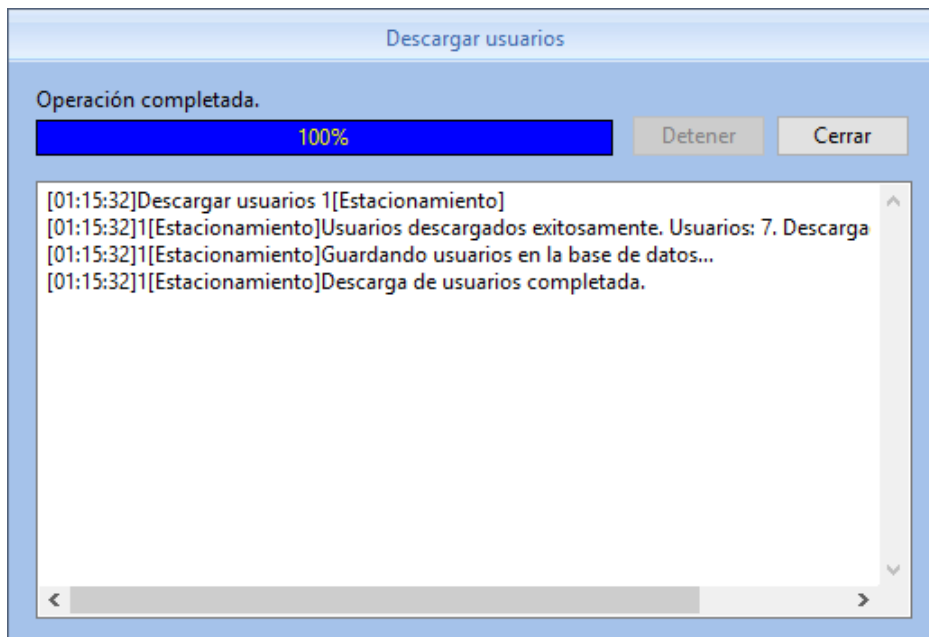 Descargar usuarios
Operación completada.
100%
Detener
Cerrar
[01:15:32]Descargar usuarios 1[Estacionamiento]
[01:15:32]1[Estacionamiento]Usuarios descargados exitosamente. Usuarios: 7. Descarga
[01:15:32]1[Estacionamiento]Guardando usuarios en la base de datos...
[01:15:32]1[Estacionamiento]Descarga de usuarios completada.